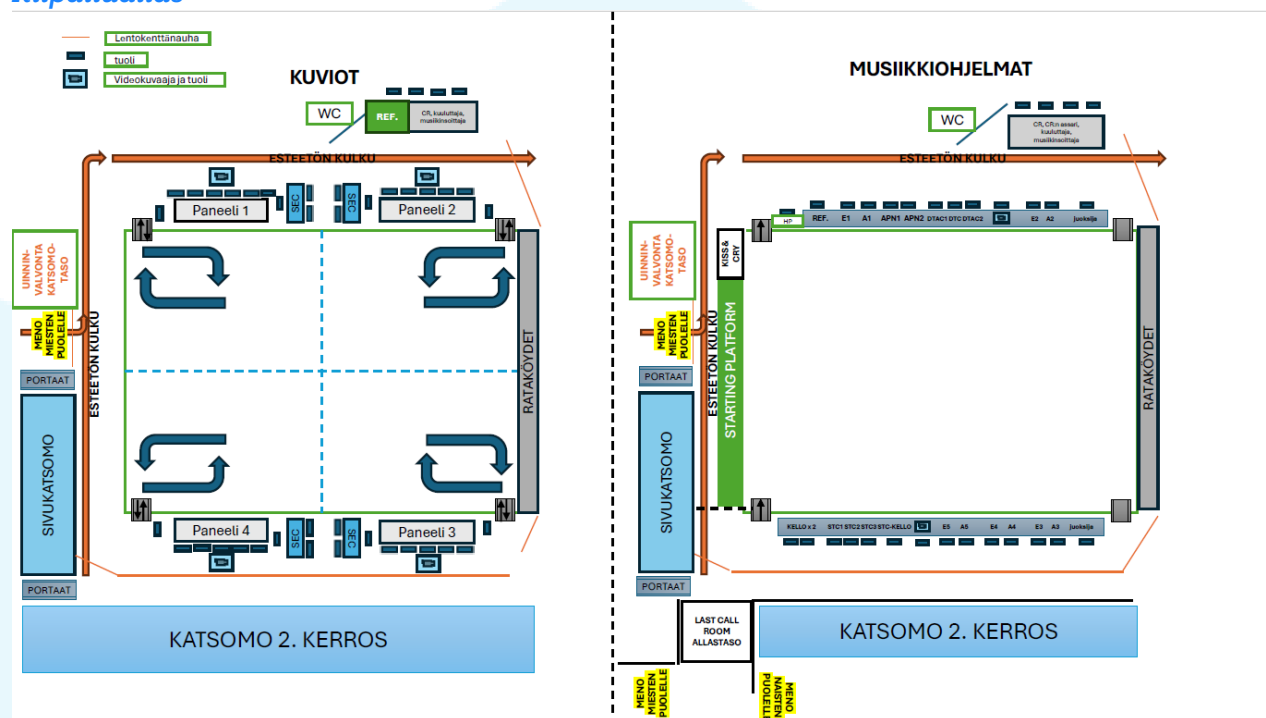 Kilpailuallas
Lentokenttänauha
tuoli
Videokuvaaja ja tuoli
KUVIOT
WC
REF.
CR, kuuluttaja,
musiikinsoittaja
ESTEETÖN KULKU
Paneeli 1
SEC
SEC
Paneeli 2
UINNIN-
VALVONTA
KATSOMO-
TASO
MENO
MIESTEN
PUOLELLE
ESTEETÖN KULKU
PORTAAT
SIVUKATSOMO
PORTAAT
RATAKÖYDET
Paneeli 4
SEC
SEC
Paneeli 3
KATSOMO 2. KERROS
MUSIIKKIOHJELMAT
WC
CR, CR:n assari,
kuuluttaja,
musiikinsoittaja
ESTEETÖN KULKU
HP
REF. E1 A1 APN1 APN2 DTAC1 DTC DTAC2 E2 A2 juoksija
KISS &
CRY
UINNIN-
VALVONTA
KATSOMO-
TASO
MENO
MIESTEN
PUOLELLE
ESTEETÖN KULKU
STARTING PLATFORM
PORTAAT
SIVUKATSOMO
PORTAAT
RATAKÖYDET
KELLO x 2 STC1 STC2 STC3 STC-KELLO E5 A5 E4 A4 E3 A3 juoksija
LAST CALL
ROOM
ALLASTASO
KATSOMO 2. KERROS
MENO
MIESTEN
PUOLELLE
MENO
NAISTEN
PUOLELLE